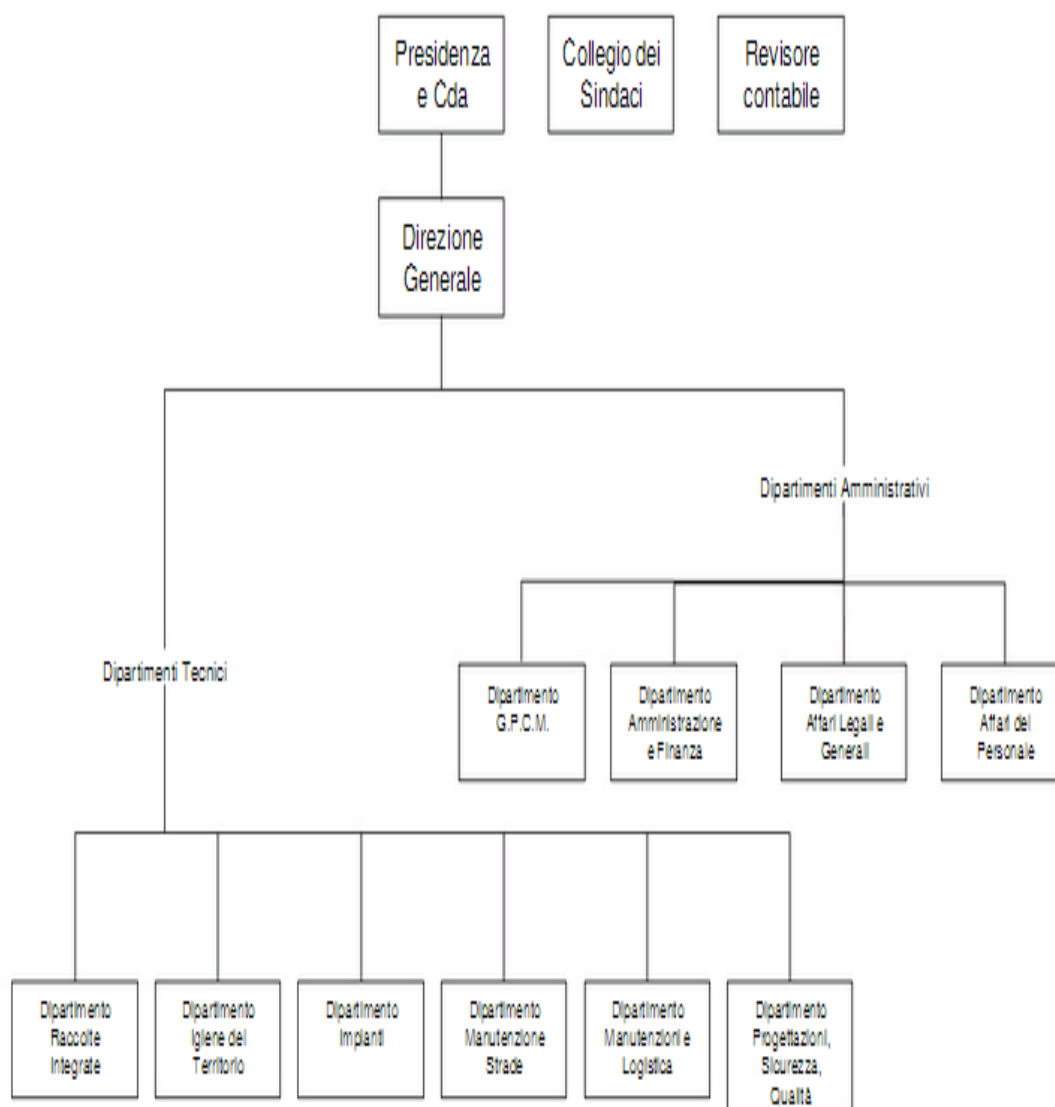 Presidenza
e Cda
Collegio dei
Sindaci
Revisore
contabile
Direzione
Generale
Dipartimenti Amministrativi
Dipartimenti Tecnici
Dipartimento
G.P.C.M.
Dipartimento
Amministrazione
e Finanza
Dipartimento
Affari Legali e
Generali
Dipartimento
Affari del
Personale
Dipartimento
Raccolte
Integrate
Dipartimento
Igiene del
Territorio
Dipartimento
Impianti
Dipartimento
Manutenzione
Strade
Dipartimento
Manutenzioni e
Logistica
Dipartimento
Progettazioni,
Sicurezza,
Qualità